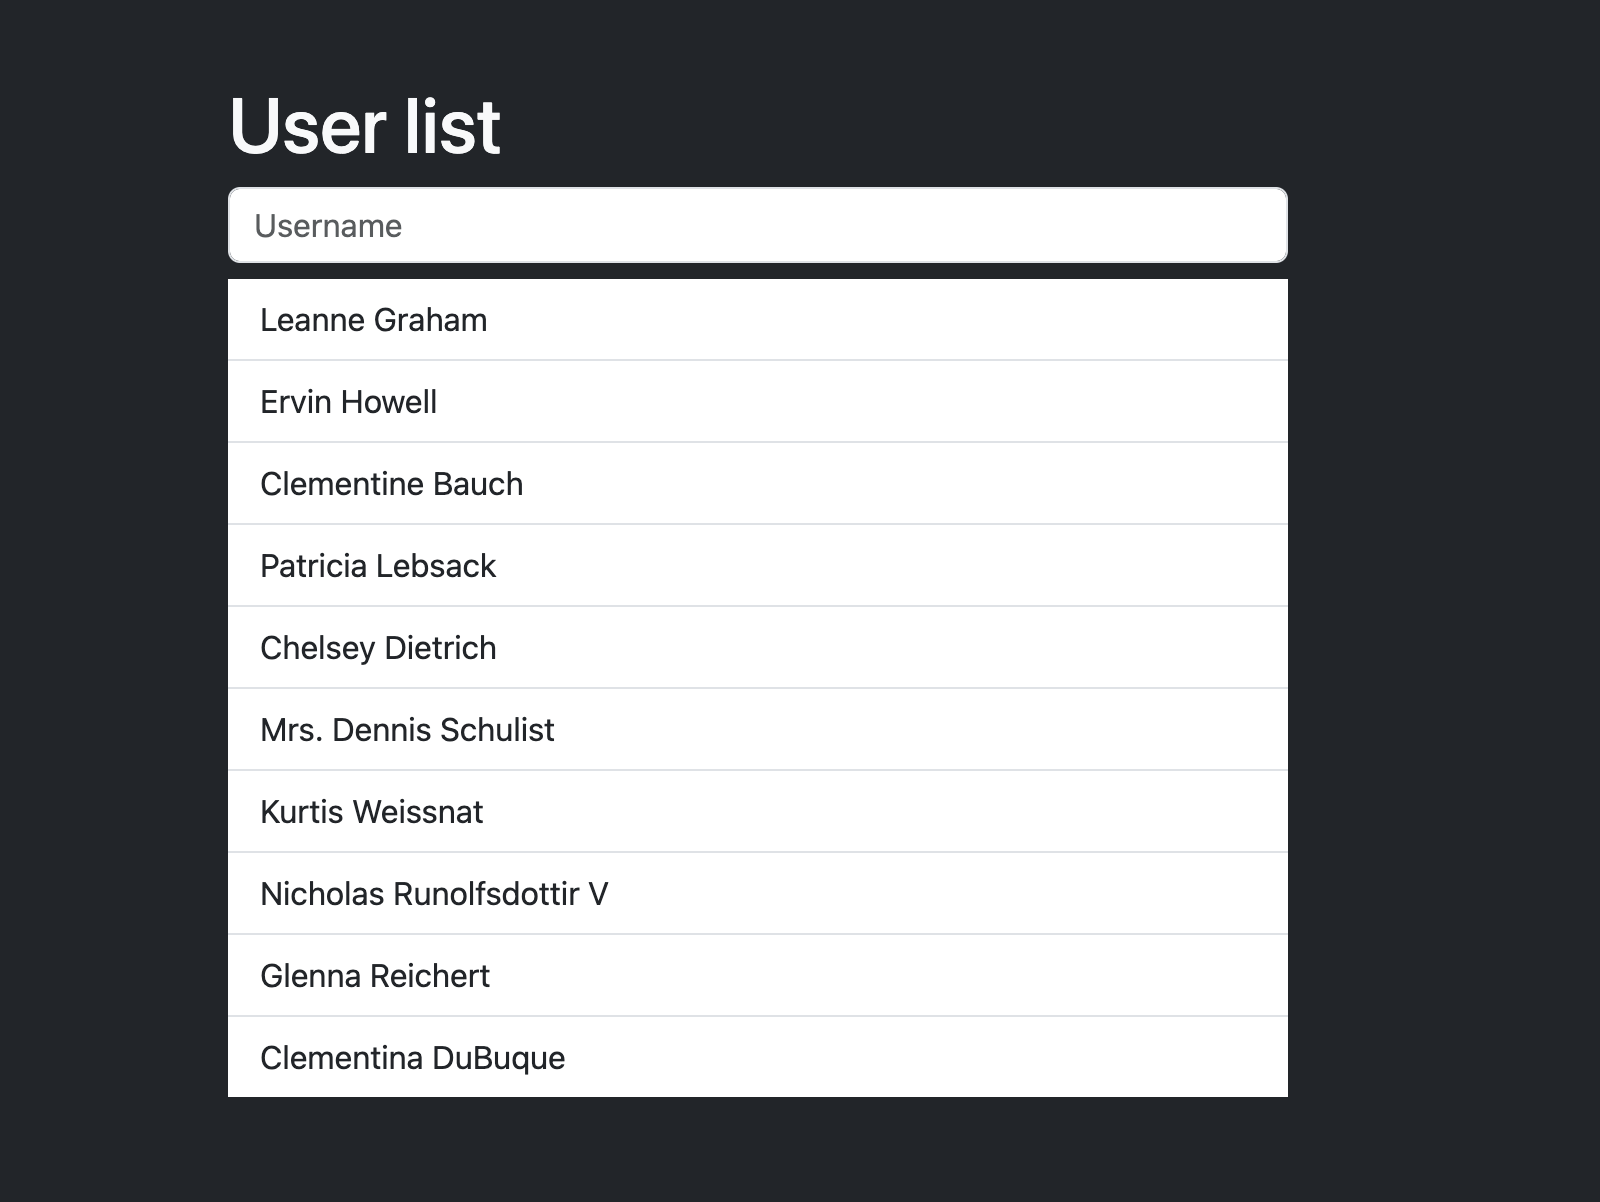 User list
Username
Leanne Graham
Ervin Howell
Clementine Bauch
Patricia Lebsack
Chelsey Dietrich
Mrs. Dennis Schulist
Kurtis Weissnat
Nicholas Runolfsdottir V
Glenna Reichert
Clementina DuBuque